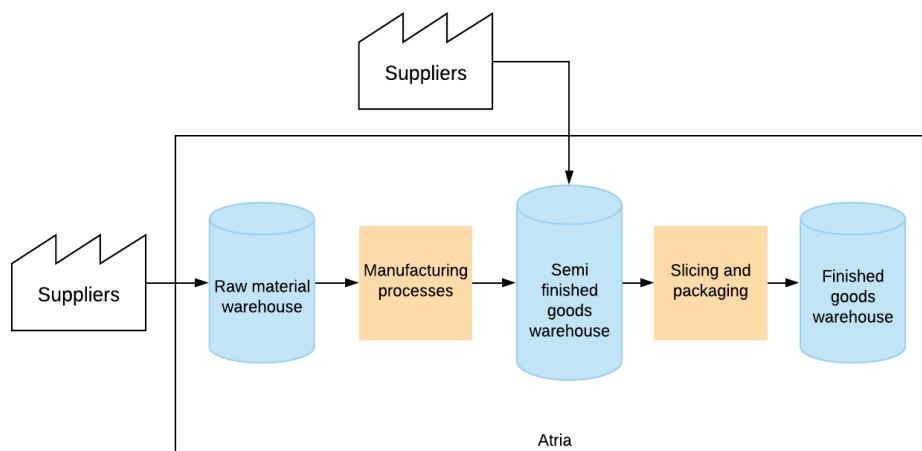 Suppliers
Suppliers
Raw material
warehouse
Manufacturing
processes
Semi
finished
goods
warehouse
Slicing and
packaging
Finished
goods
warehouse
Atria